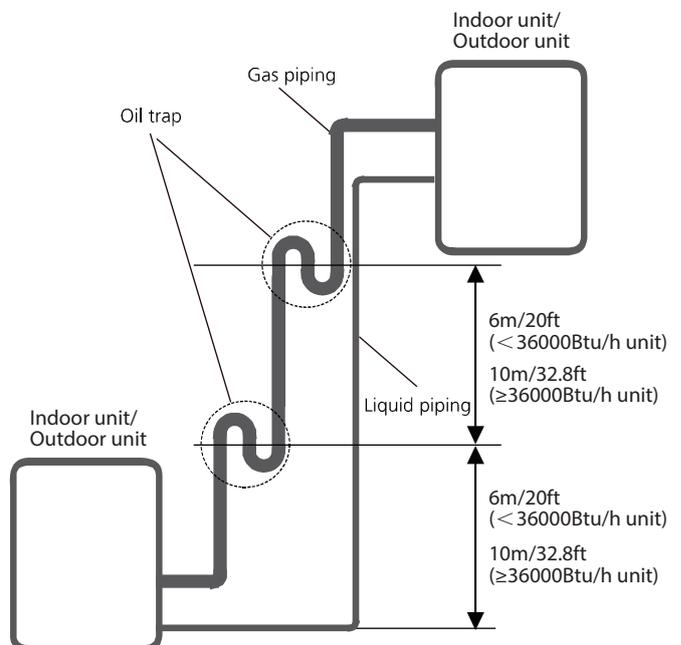 Indoor unit/
Outdoor unit
Gas piping
Oil trap
6m/20ft
(＜36000Btu/h unit)
10m/32.8ft
(≥36000Btu/h unit)
Liquid piping
Indoor unit/
Outdoor unit
6m/20ft
(＜36000Btu/h unit)
10m/32.8ft
(≥36000Btu/h unit)